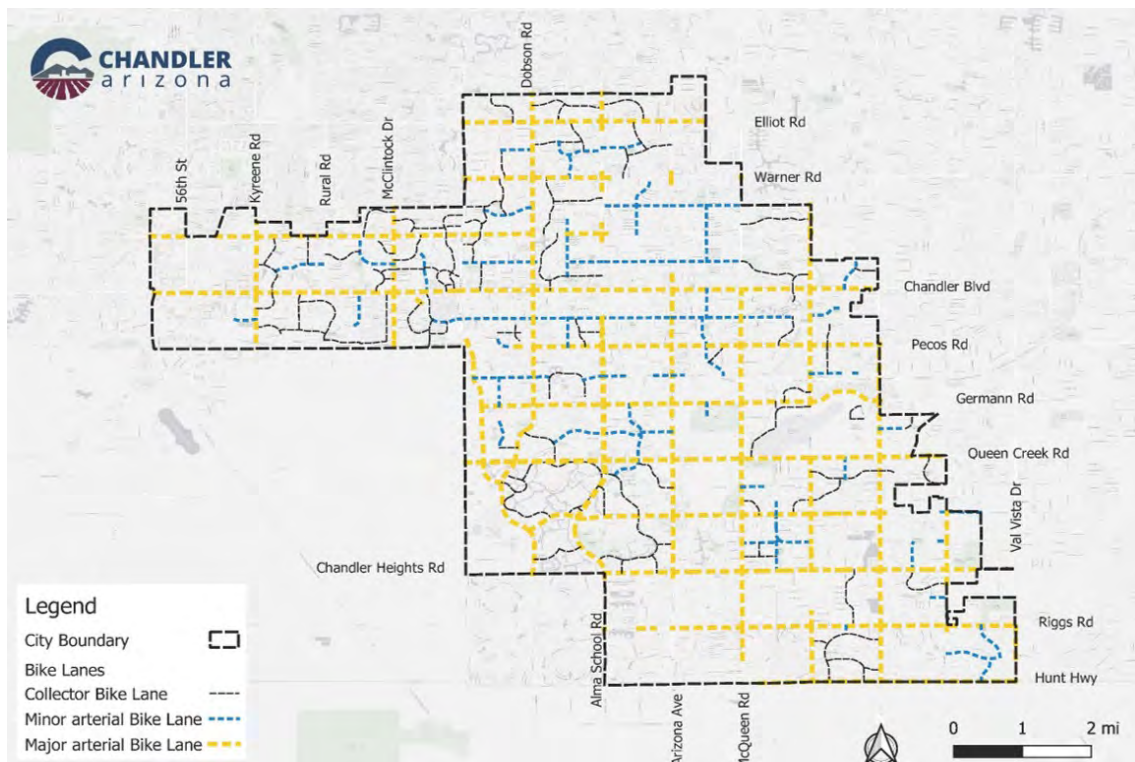 CHANDLER
arizona
56th St
Kyreene Rd
Rural Rd
McClintock Dr
Dobson Rd
Elliot Rd
Warner Rd
Chandler Blvd
Pecos Rd
Germann Rd
Queen Creek Rd
Val Vista Dr
Chandler Heights Rd
Alma School Rd
Arizona Ave
McQueen Rd
Riggs Rd
Hunt Hwy
Legend
City Boundary
Bike Lanes
Collector Bike Lane
Minor arterial Bike Lane
Major arterial Bike Lane
0 1 2 mi